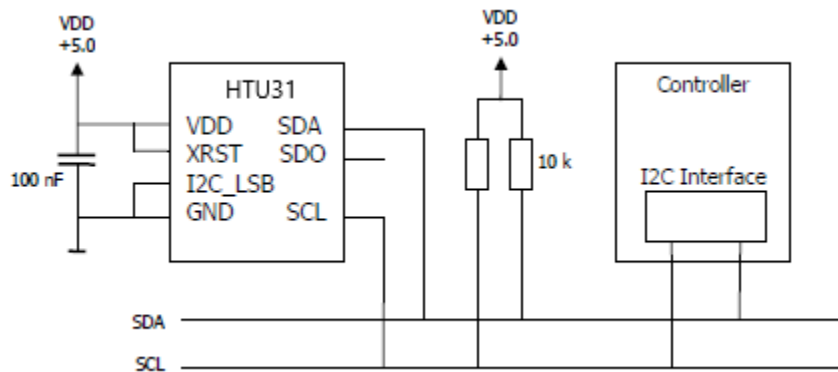 VDD
+5.0
HTU31
VDD SDA
XRST SDO
I2C_LSB
GND SCL
100 nF
VDD
+5.0
10 k
Controller
I2C Interface
SDA
SCL